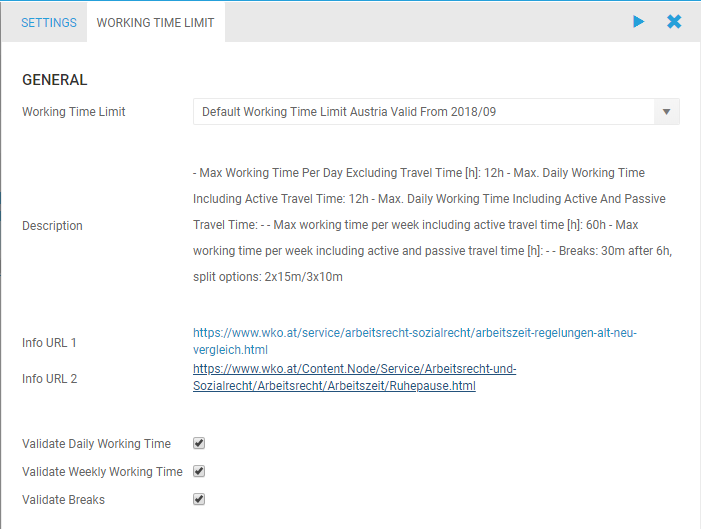 SETTINGS WORKING TIME LIMIT
GENERAL
Working Time Limit Default Working Time Limit Austria Valid From 2018/09
Description
- Max Working Time Per Day Excluding Travel Time [h]: 12h - Max. Daily Working Time
Including Active Travel Time: 12h - Max. Daily Working Time Including Active And Passive
Travel Time: - - Max working time per week including active travel time [h]: 60h - Max
working time per week including active and passive travel time [h]: - - Breaks: 30m after 6h,
split options: 2x15m/3x10m
Info URL 1
https://www.wko.at/service/arbeitsrecht-sozialrecht/arbeitszeit-regelungen-alt-neu-
vergleich.html
Info URL 2
https://www.wko.at/Content.Node/Service/Arbeitsrecht-und-
Sozialrecht/Arbeitsrecht/Arbeitszeit/Ruhepause.html
Validate Daily Working Time
Validate Weekly Working Time
Validate Breaks